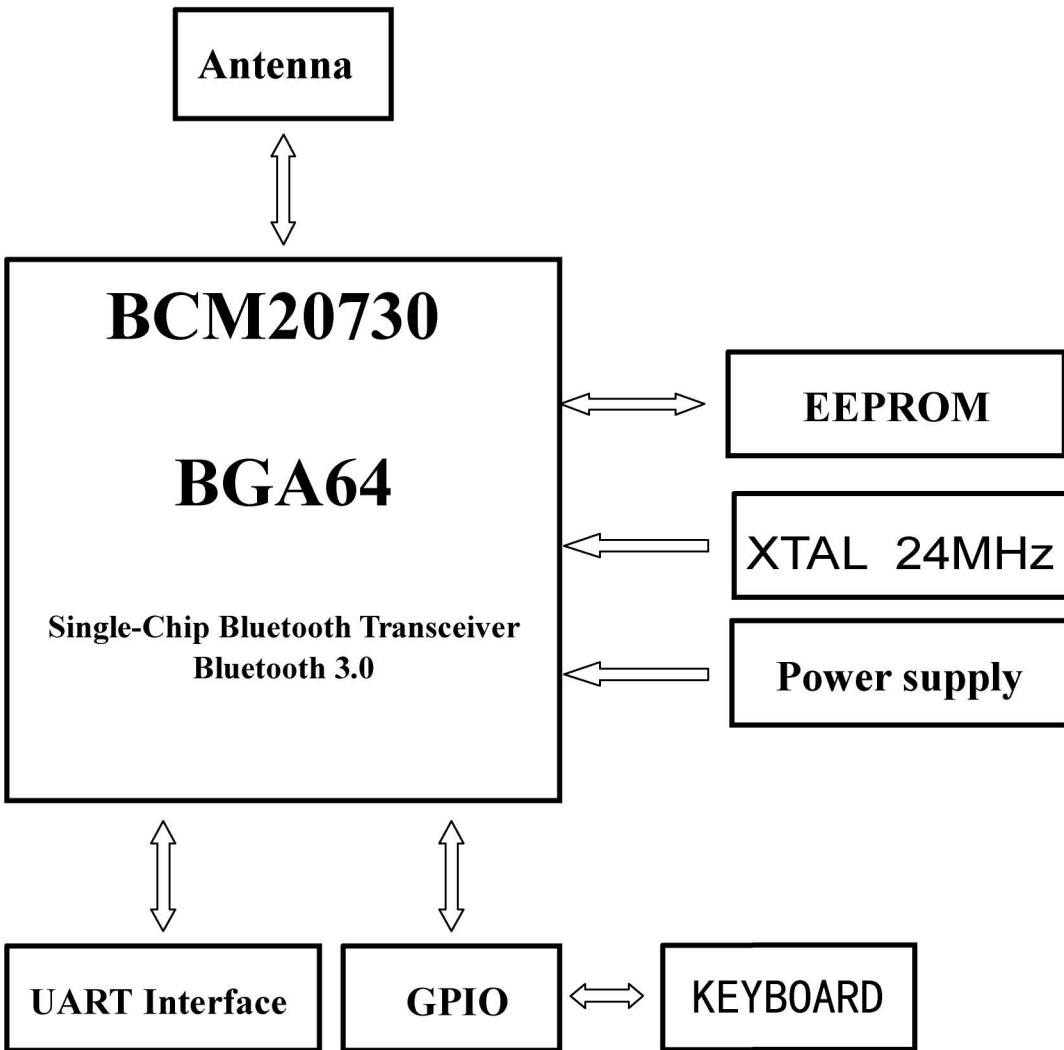 Antenna
BCM20730
BGA64
Single-Chip Bluetooth Transceiver
Bluetooth 3.0
EEPROM
XTAL 24MHz
Power supply
UART Interface
GPIO
KEYBOARD